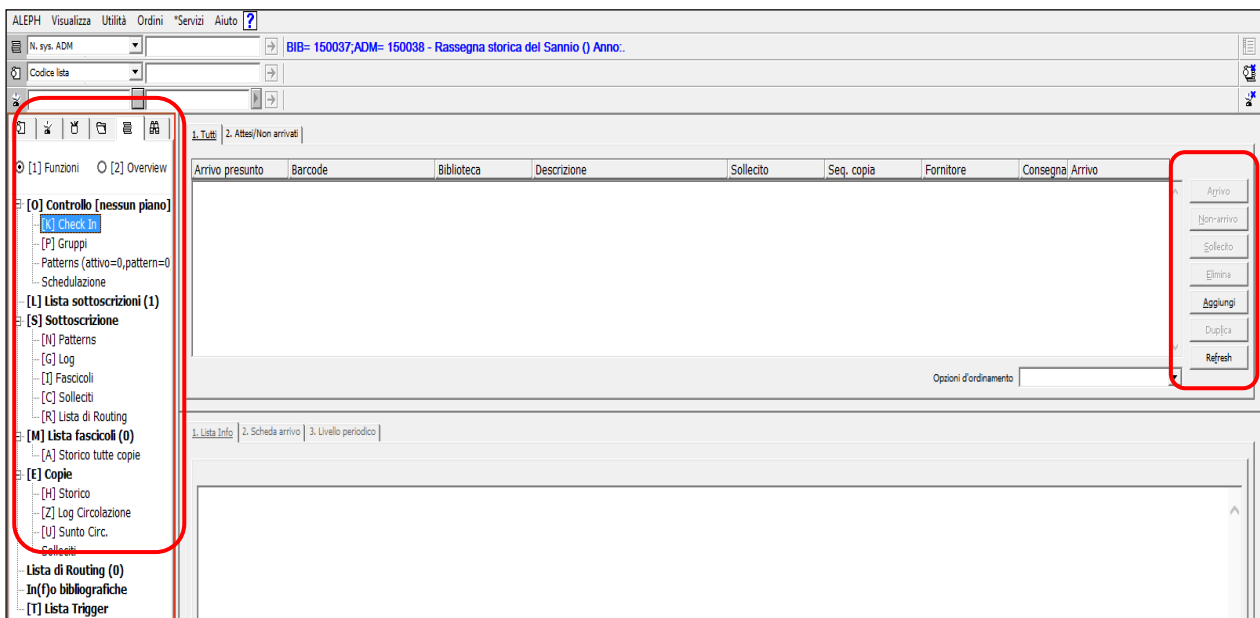 ALEPH Visualizza Utilità Ordini *Servizi Aiuto ?
N. sys. ADM BIB= 150037;ADM= 150038 - Rassegna storica del Sannio () Anno:.
Codice lista
[1] Funzioni [2] Overview
[O] Controllo [nessun piano]
[K] Check In
[P] Gruppi
Patterns (attivo=0,pattern=0
Schedulazione
[L] Lista sottoscrizioni (1)
[S] Sottoscrizione
[N] Patterns
[G] Log
[I] Fascicoli
[C] Solleciti
[R] Lista di Routing
[M] Lista fascicoli (0)
[A] Storico tutte copie
[E] Copie
[H] Storico
[Z] Log Circolazione
[U] Sunto Circ.
Solleciti
Lista di Routing (0)
In(f)o bibliografiche
[T] Lista Trigger
1. Tutti 2. Attesi/Non arrivati
Arrivo presunto Barcode Biblioteca Descrizione Sollecito Seq. copia Fornitore Consegna Arrivo
Arrivo
Non-arrivo
Sollecito
Elimina
Aggiungi
Duplica
Refresh
Opzioni d'ordinamento
1. Lista Info 2. Scheda arrivo 3. Livello periodico